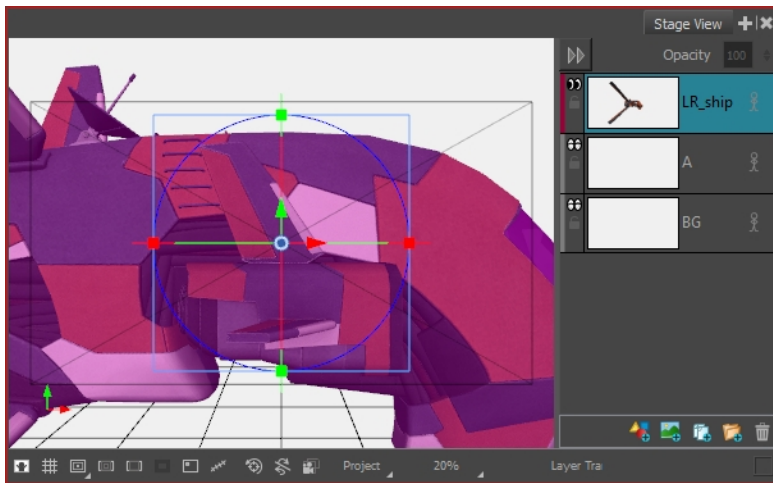 Stage View
Opacity 100
LR_ship
A
BG
Project 20% Layer Tra